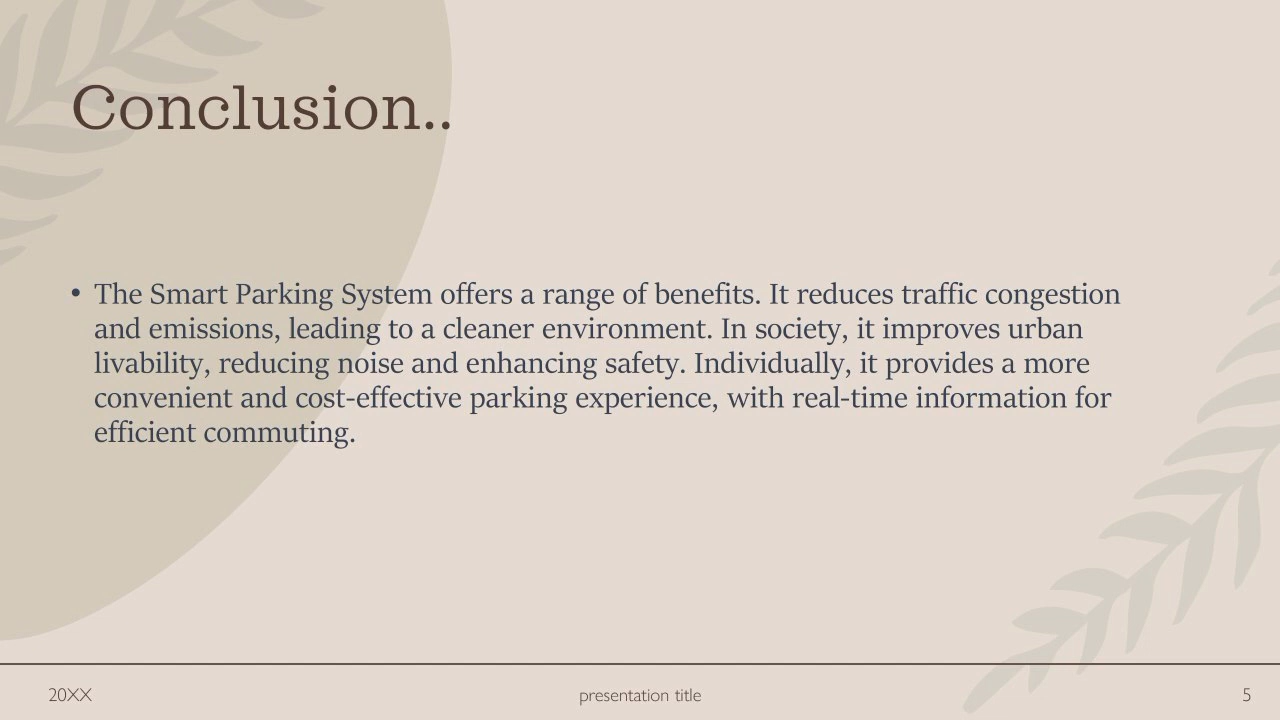 Conclusion..
• The Smart Parking System offers a range of benefits. It reduces traffic congestion
and emissions, leading to a cleaner environment. In society, it improves urban
livability, reducing noise and enhancing safety. Individually, it provides a more
convenient and cost-effective parking experience, with real-time information for
efficient commuting.
20XX
presentation title
5